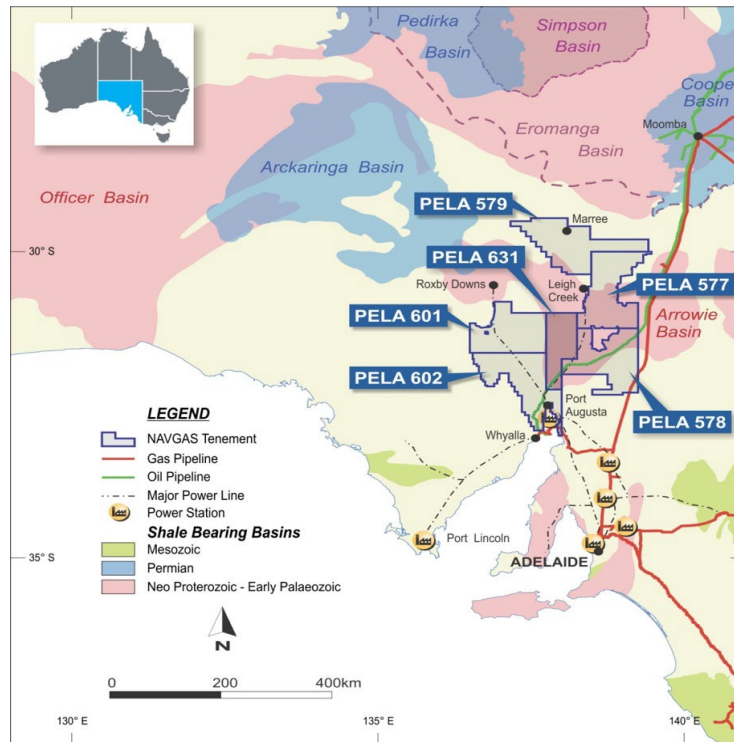 Pedirka
Basin
Simpson
Basin
Coope
Basin
Moomba
Eromanga
Basin
Arckaringa Basin
Officer Basin
PELA 579
Marree
30° S
PELA 631
Roxby Downs
Leigh
Creek
PELA 577
PELA 601
Arrowie
Basin
PELA 602
Port
Augusta
PELA 578
Whyalla
LEGEND
NAVGAS Tenement
Gas Pipeline
Oil Pipeline
Major Power Line
Power Station
Shale Bearing Basins
Mesozoic
Permian
Neo Proterozoic - Early Palaeozoic
Port Lincoln
ADELAIDE
35° S
N
0 200 400km
130° E 135° E 140° E